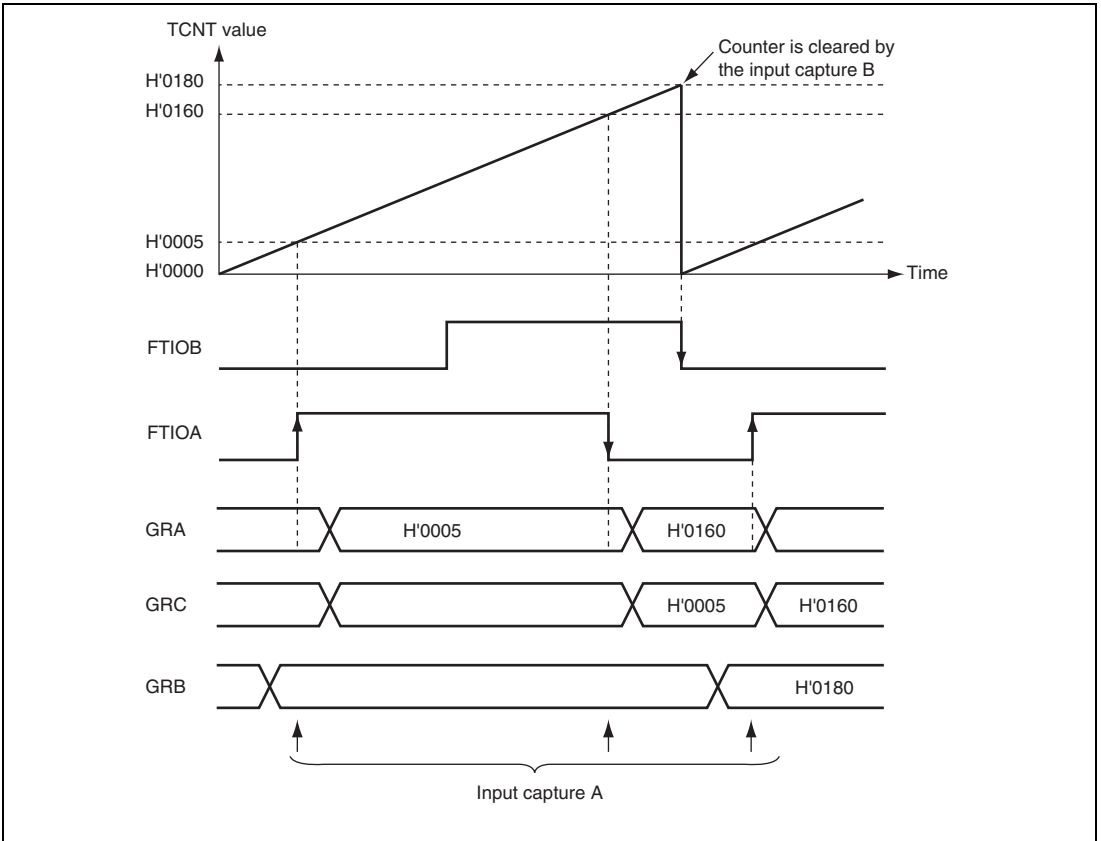 TCNT value
Counter is cleared by
the input capture B
H'0180
H'0160
H'0005
H'0000
Time
FTIOB
FTIOA
GRA
H'0005
H'0160
GRC
H'0005
H'0160
GRB
H'0180
Input capture A